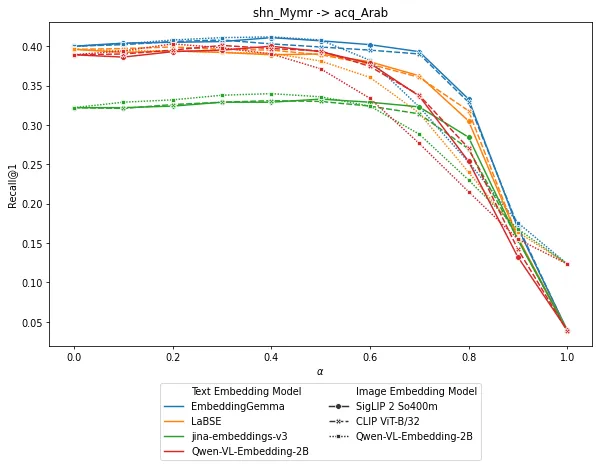 shn_Mymr -> acq_Arab
Recall@1
0.40
0.35
0.30
0.25
0.20
0.15
0.10
0.05
0.0 0.2 0.4 0.6 0.8 1.0
α
Text Embedding Model Image Embedding Model
EmbeddingGemma SigLIP 2 So400m
LaBSE CLIP ViT-B/32
jina-embeddings-v3 Qwen-VL-Embedding-2B
Qwen-VL-Embedding-2B